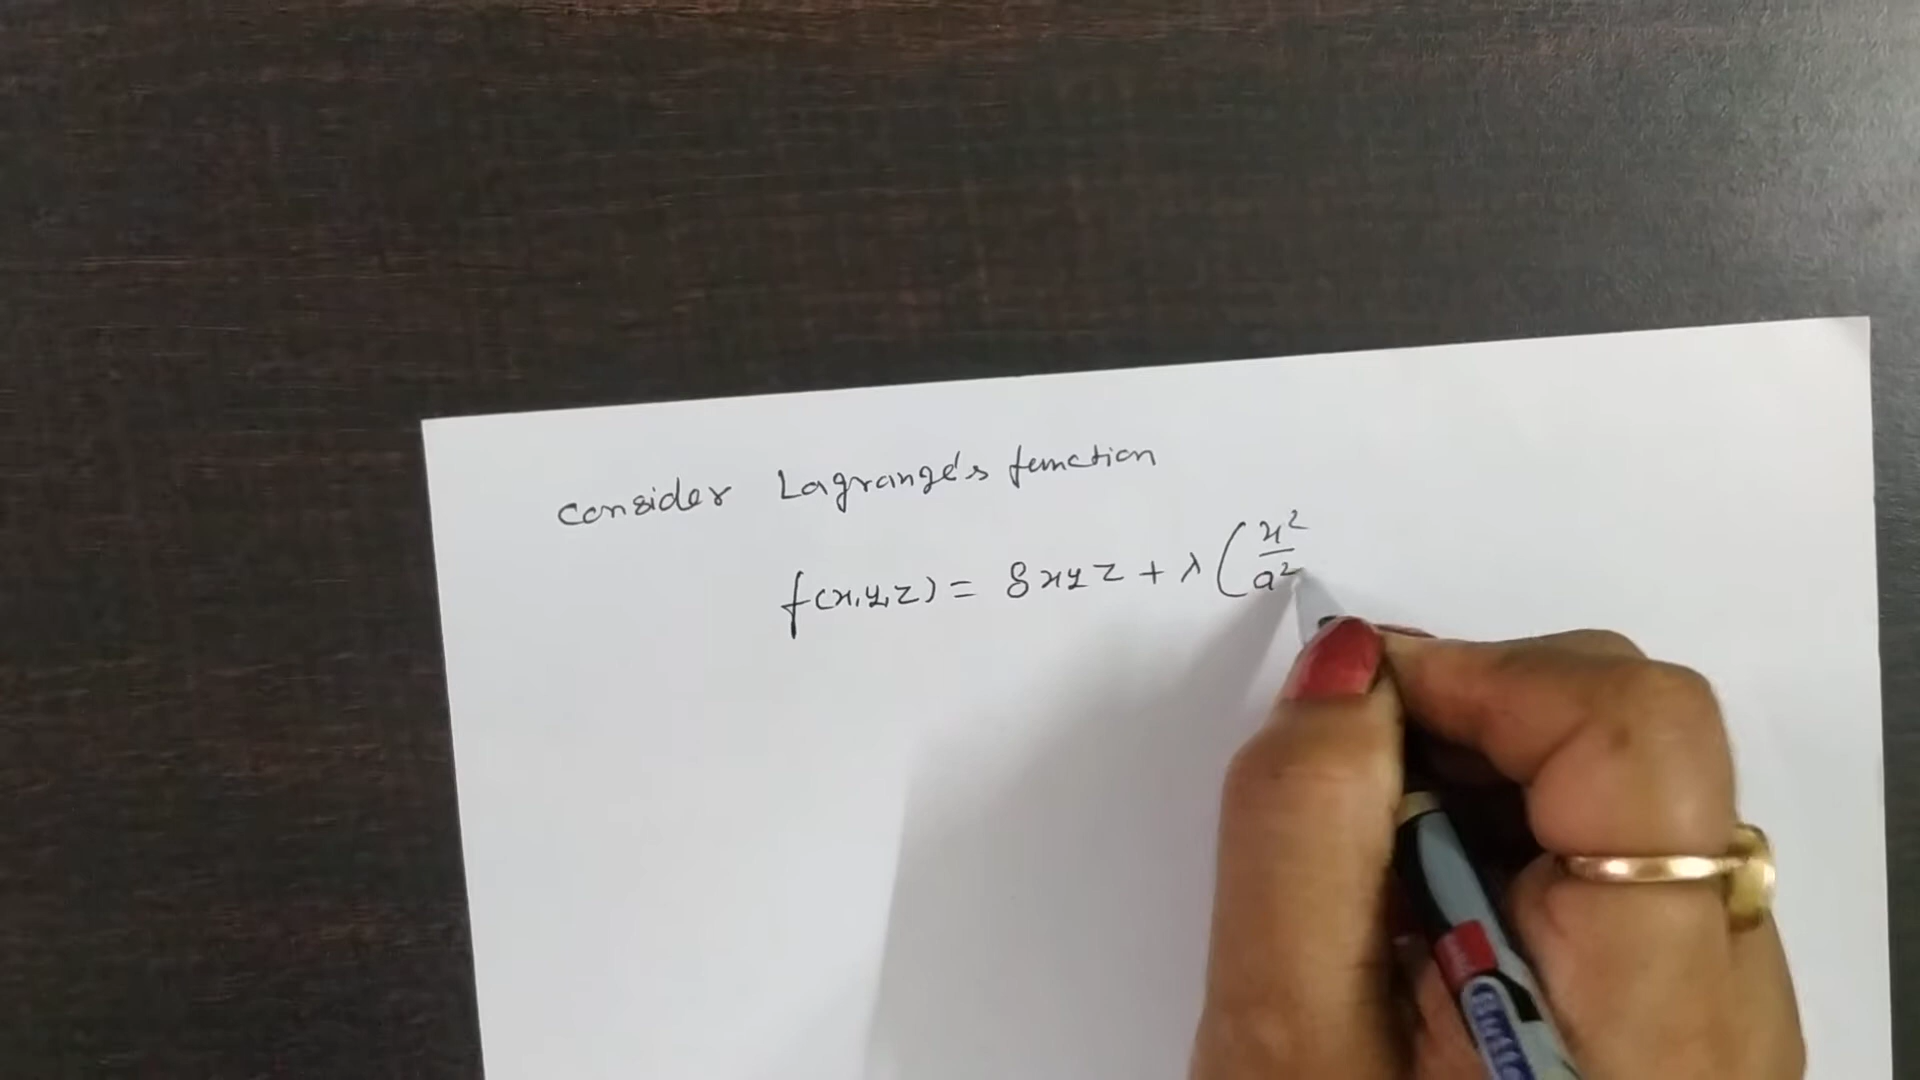 consider Lagrange's function
f(x,y,z) = 8xyz + λ ( x²/a²